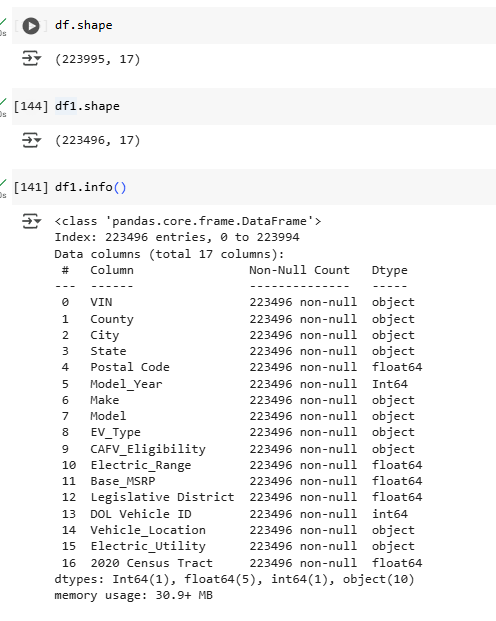 df.shape
0s
(223995, 17)
[144] df1.shape
0s
(223496, 17)
[141] df1.info()
0s
<class 'pandas.core.frame.DataFrame'>
Index: 223496 entries, 0 to 223994
Data columns (total 17 columns):
 #   Column                Non-Null Count   Dtype
---  ------                --------------   -----
 0   VIN                   223496 non-null  object
 1   County                223496 non-null  object
 2   City                  223496 non-null  object
 3   State                 223496 non-null  object
 4   Postal Code           223496 non-null  float64
 5   Model_Year            223496 non-null  Int64
 6   Make                  223496 non-null  object
 7   Model                 223496 non-null  object
 8   EV_Type               223496 non-null  object
 9   CAFV_Eligibility      223496 non-null  object
 10  Electric_Range        223496 non-null  float64
 11  Base_MSRP             223496 non-null  float64
 12  Legislative District  223496 non-null  float64
 13  DOL Vehicle ID        223496 non-null  int64
 14  Vehicle_Location      223496 non-null  object
 15  Electric_Utility      223496 non-null  object
 16  2020 Census Tract     223496 non-null  float64
dtypes: Int64(1), float64(5), int64(1), object(10)
memory usage: 30.9+ MB